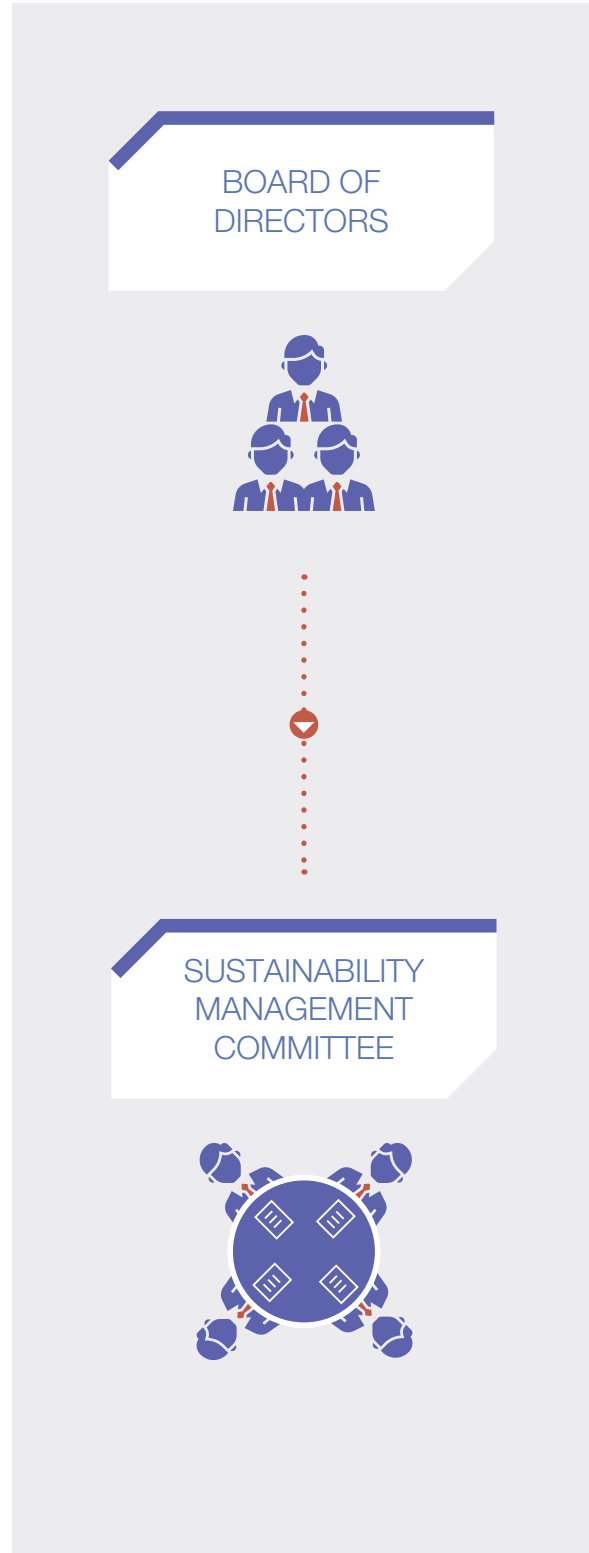 BOARD OF
DIRECTORS
SUSTAINABILITY
MANAGEMENT
COMMITTEE